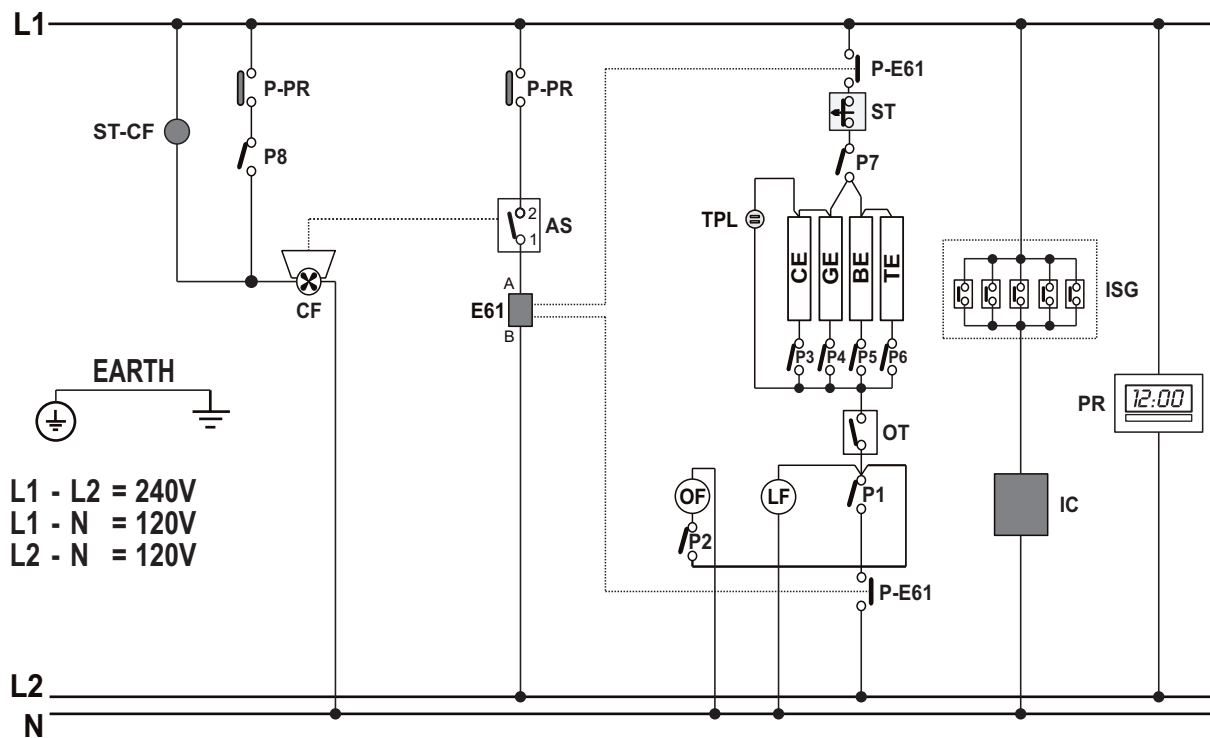 L1
P-PR
P-PR
P-E61
ST-CF
ST
P8
P7
2
AS
1
TPL
CE
GE
BE
TE
ISG
A
E61
B
CF
P3
P4
P5
P6
EARTH
PR
12:00
OT
L1 - L2 = 240V
L1 - N = 120V
L2 - N = 120V
OF
LF
P1
IC
P2
P-E61
L2
N